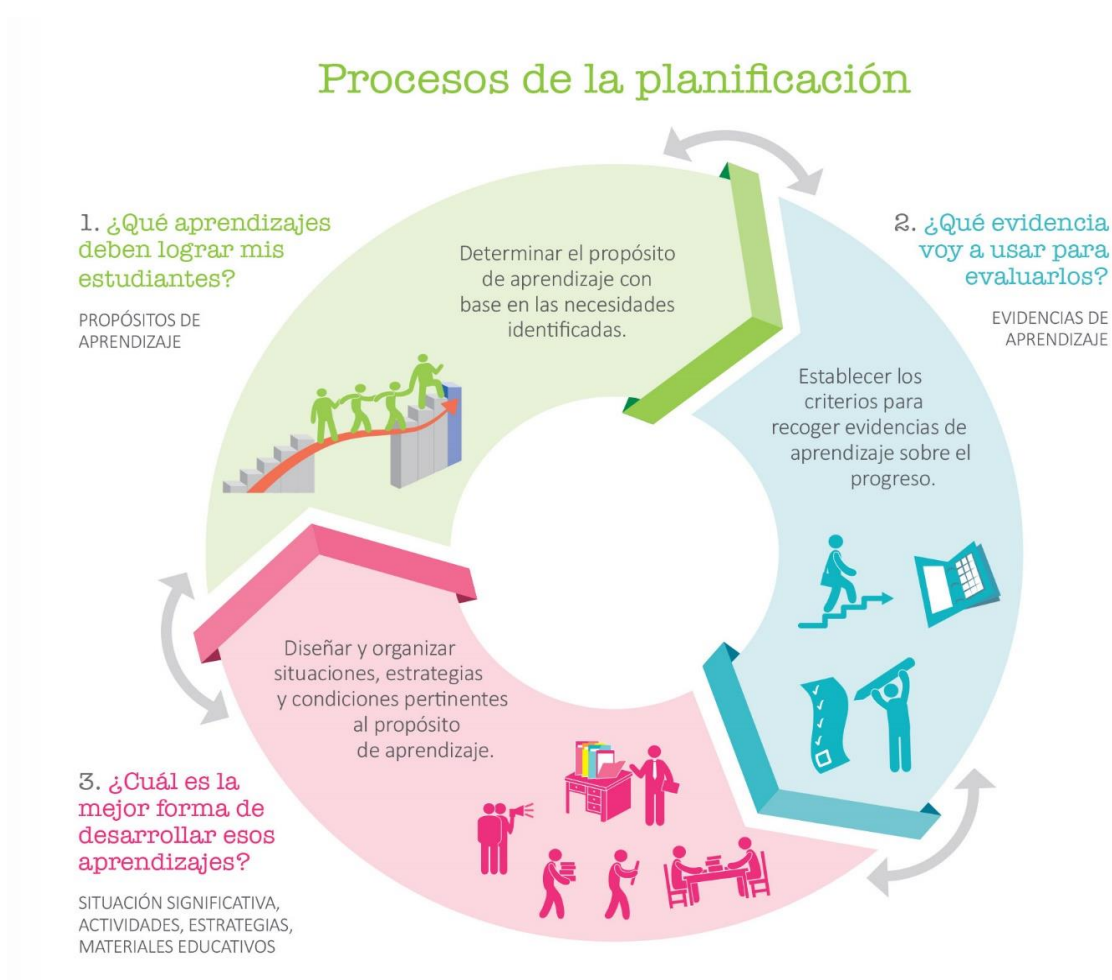 Procesos de la planificación
1. ¿Qué aprendizajes
deben lograr mis
estudiantes?
PROPÓSITOS DE
APRENDIZAJE
Determinar el propósito
de aprendizaje con
base en las necesidades
identificadas.
2. ¿Qué evidencia
voy a usar para
evaluarlos?
EVIDENCIAS DE
APRENDIZAJE
Establecer los
criterios para
recoger evidencias de
aprendizaje sobre el
progreso.
Diseñar y organizar
situaciones, estrategias
y condiciones pertinentes
al propósito
de aprendizaje.
3. ¿Cuál es la
mejor forma de
desarrollar esos
aprendizajes?
SITUACIÓN SIGNIFICATIVA,
ACTIVIDADES, ESTRATEGIAS,
MATERIALES EDUCATIVOS